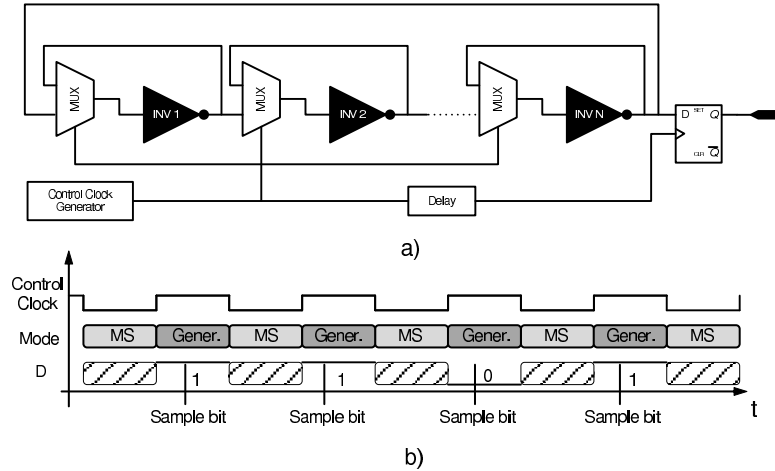 MUX
INV 1
MUX
INV 2
MUX
INV N
D SET Q
CLR Q
Control Clock
Generator
Delay
a)
Control
Clock
Mode
MS Gener. MS Gener. MS Gener. MS Gener. MS
D
1 1 0 1
t
Sample bit Sample bit Sample bit Sample bit
b)